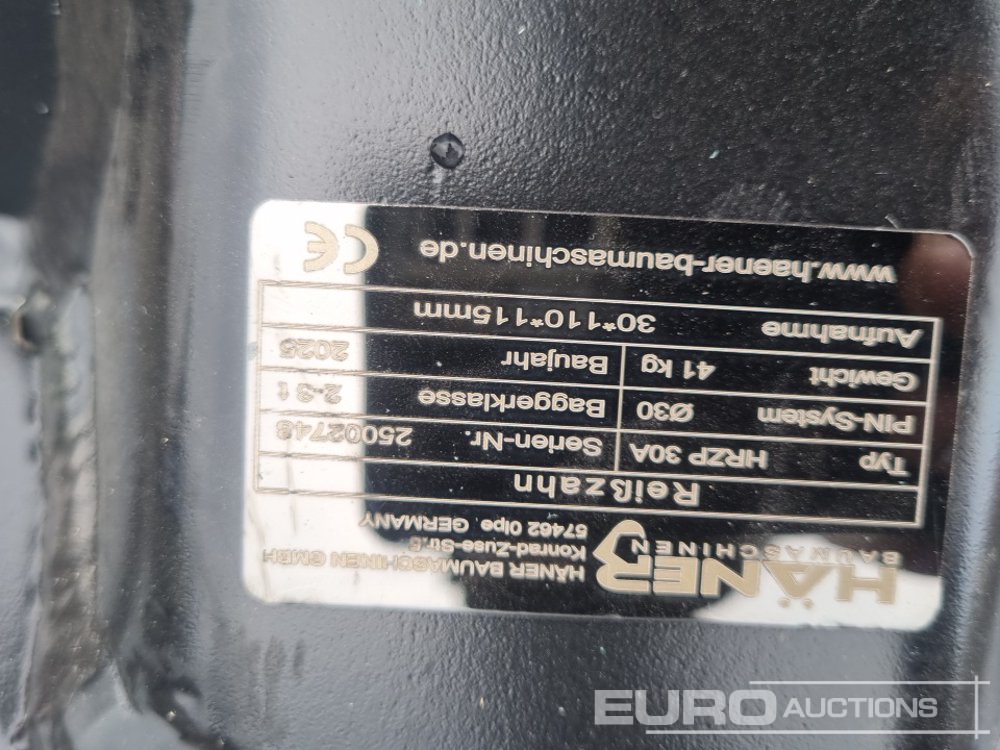 HÄNER
BAUMASCHINEN
HÄNER BAUMASCHINEN GMBH
Konrad-Zuse-Str.
57462 Olpe, GERMANY
Reißzahn
Typ HRZP 30A Serien-Nr. 25002748
PIN-System Ø30 Baggerklasse 2-3 t
Gewicht 41 kg Baujahr 2025
Aufnahme 30*110*115mm
www.haener-baumaschinen.de CE
EURO AUCTIONS